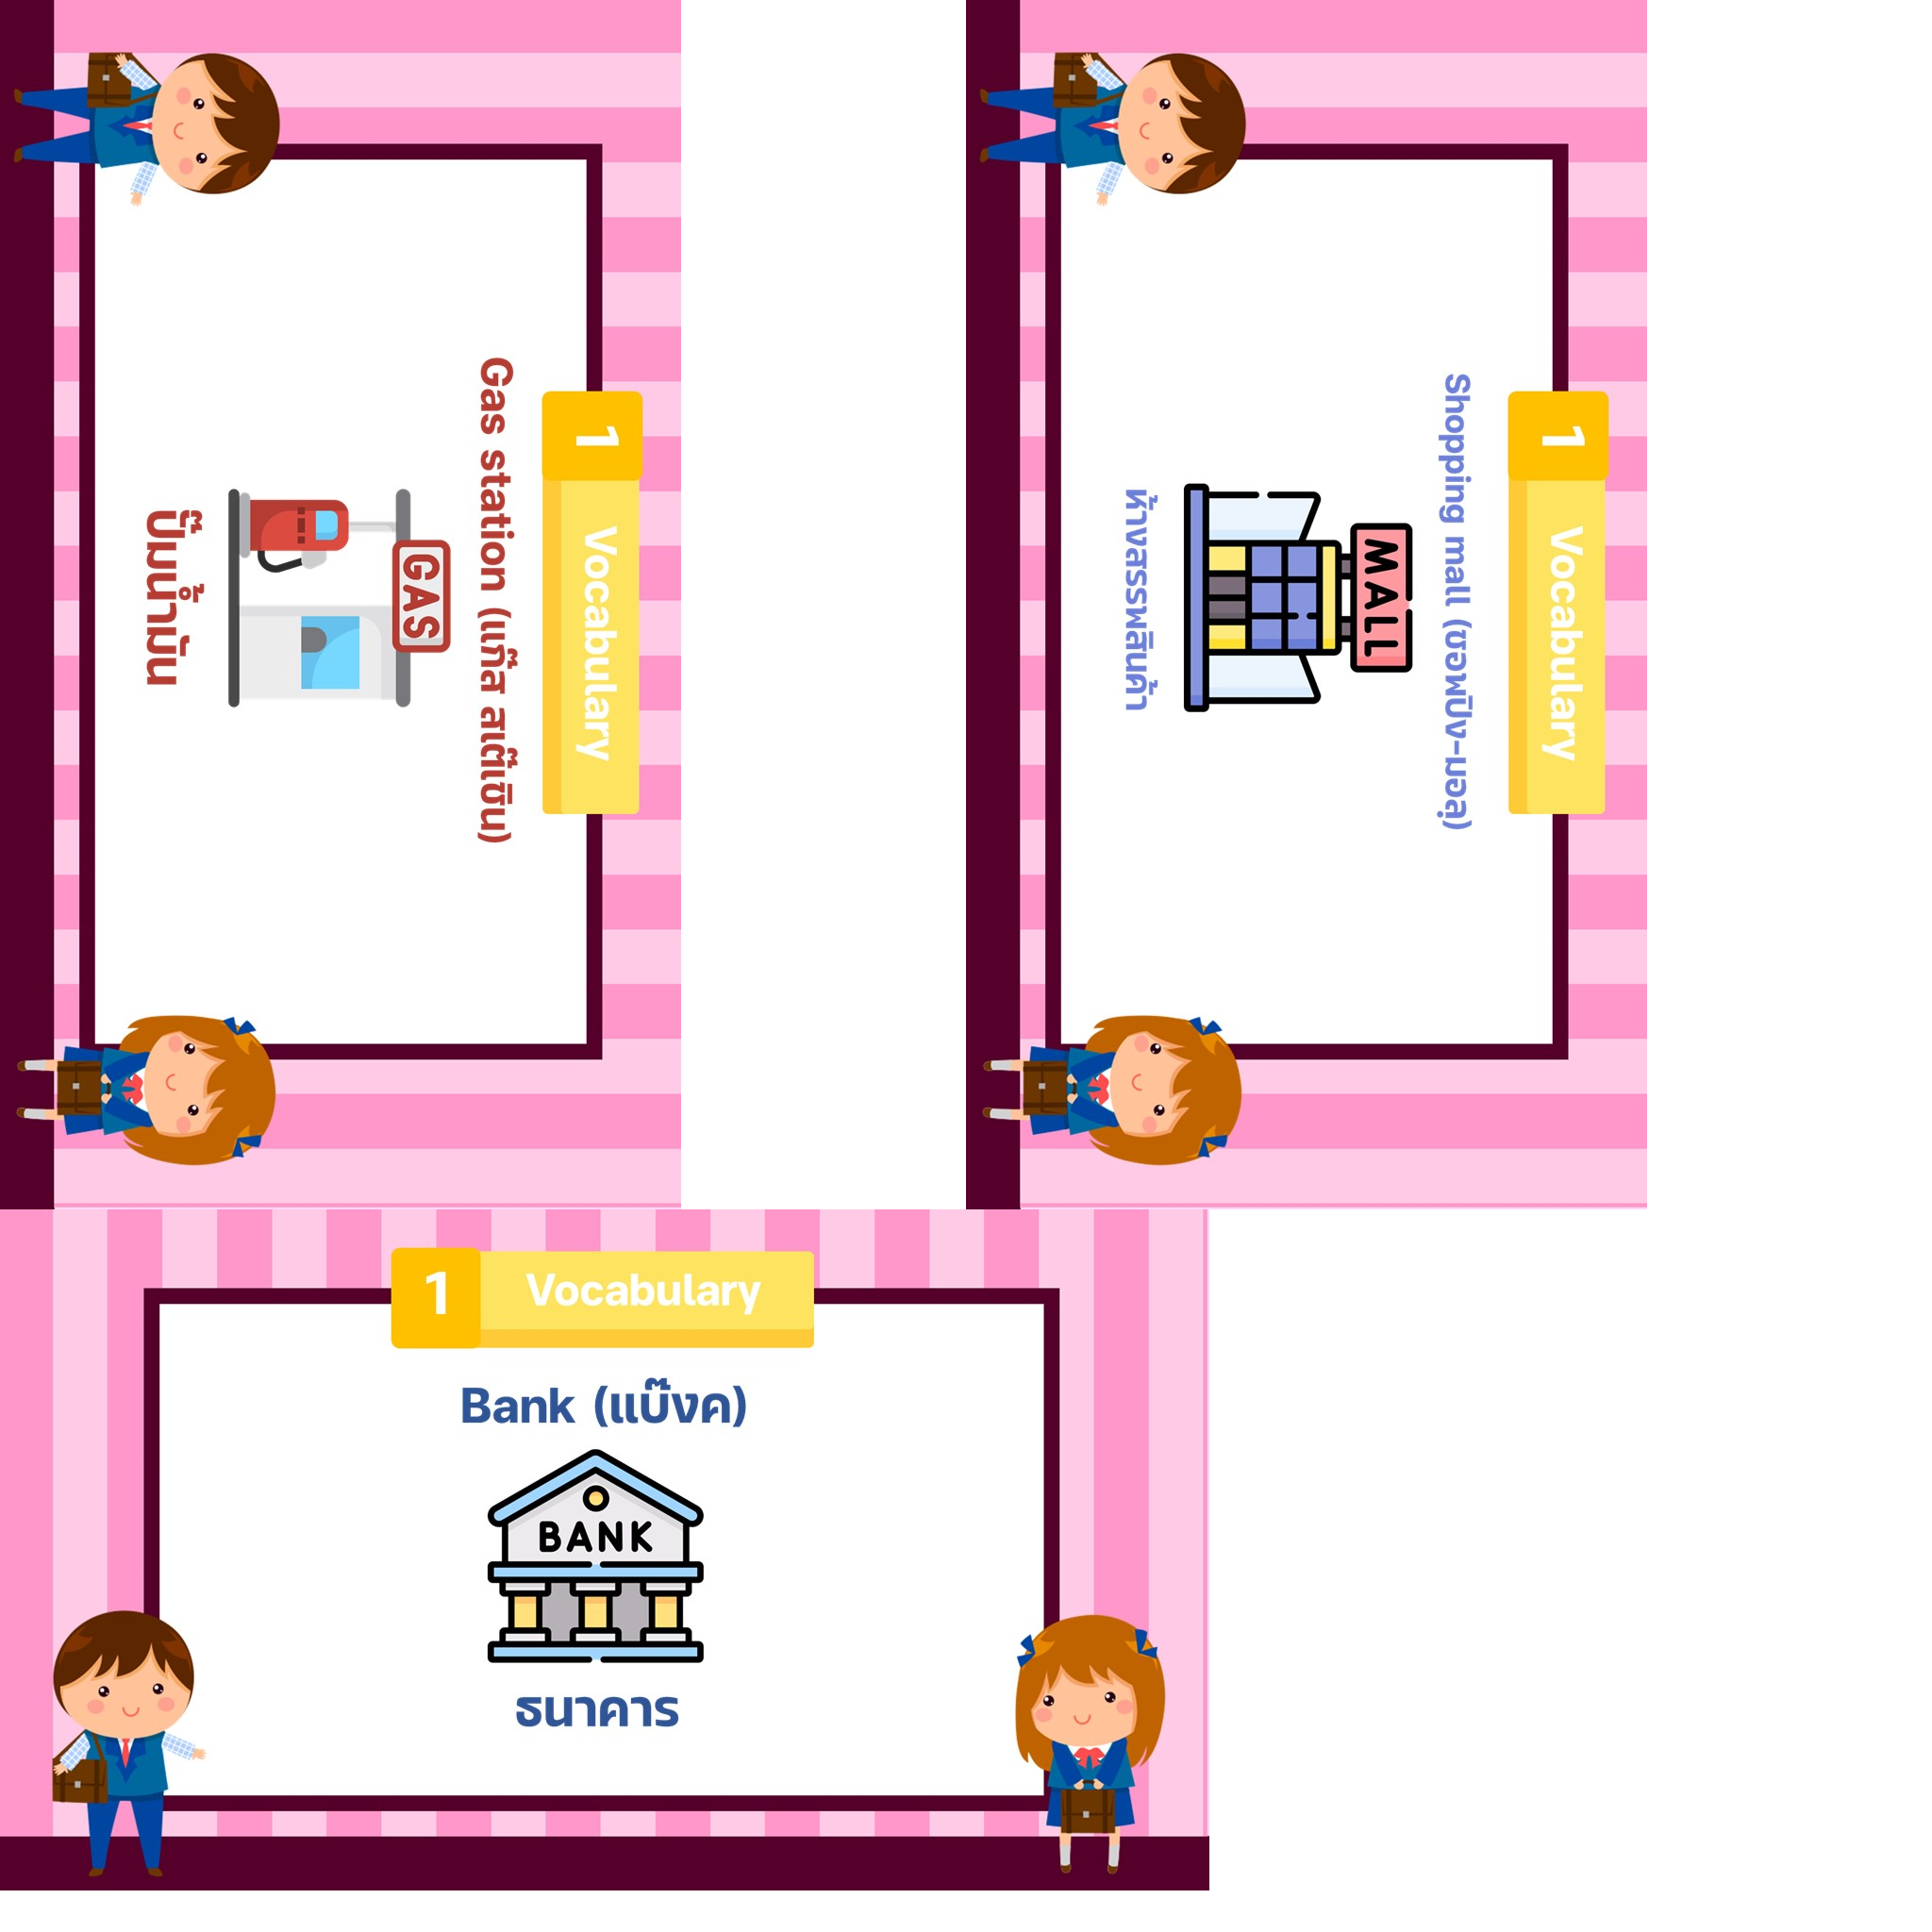 1 Vocabulary
Gas station (แก๊ส สเต๊เชิน)
GAS
ปั๊มน้ำมัน
1 Vocabulary
Shopping mall (ชอพปิง-มอลฺ)
MALL
ห้างสรรพสินค้า
1 Vocabulary
Bank (แบ๊งค)
BANK
ธนาการ